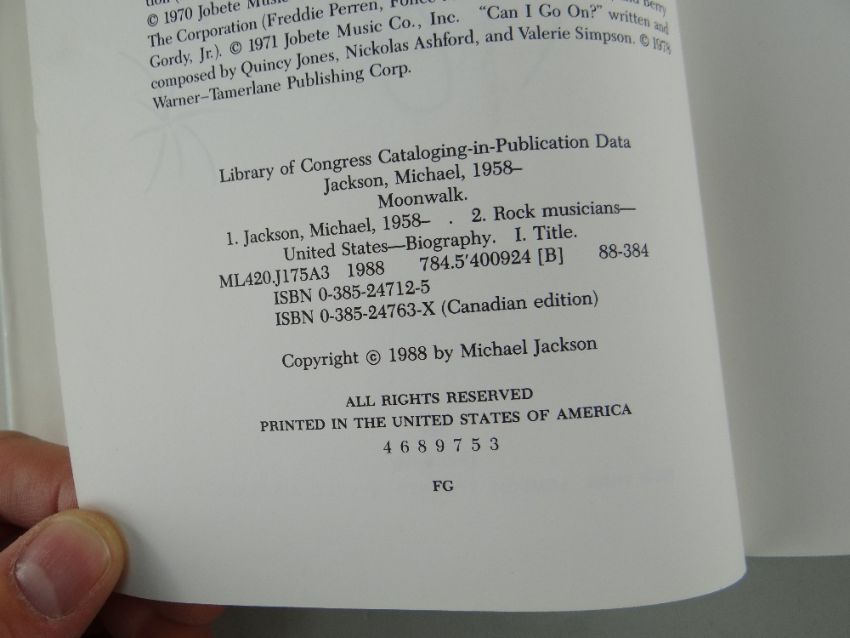 © 1970 Jobete Music
The Corporation (Freddie Perren, and Berry
Gordy, Jr.). © 1971 Jobete Music Co., Inc. “Can I Go On?” written and
composed by Quincy Jones, Nickolas Ashford, and Valerie Simpson. © 1978
Warner–Tamerlane Publishing Corp.
Library of Congress Cataloging-in-Publication Data
Jackson, Michael, 1958–
Moonwalk.
1. Jackson, Michael, 1958– . 2. Rock musicians—
United States—Biography. I. Title.
ML420.J175A3 1988 784.5'400924 [B] 88-384
ISBN 0-385-24712-5
ISBN 0-385-24763-X (Canadian edition)
Copyright © 1988 by Michael Jackson
ALL RIGHTS RESERVED
PRINTED IN THE UNITED STATES OF AMERICA
4 6 8 9 7 5 3
FG